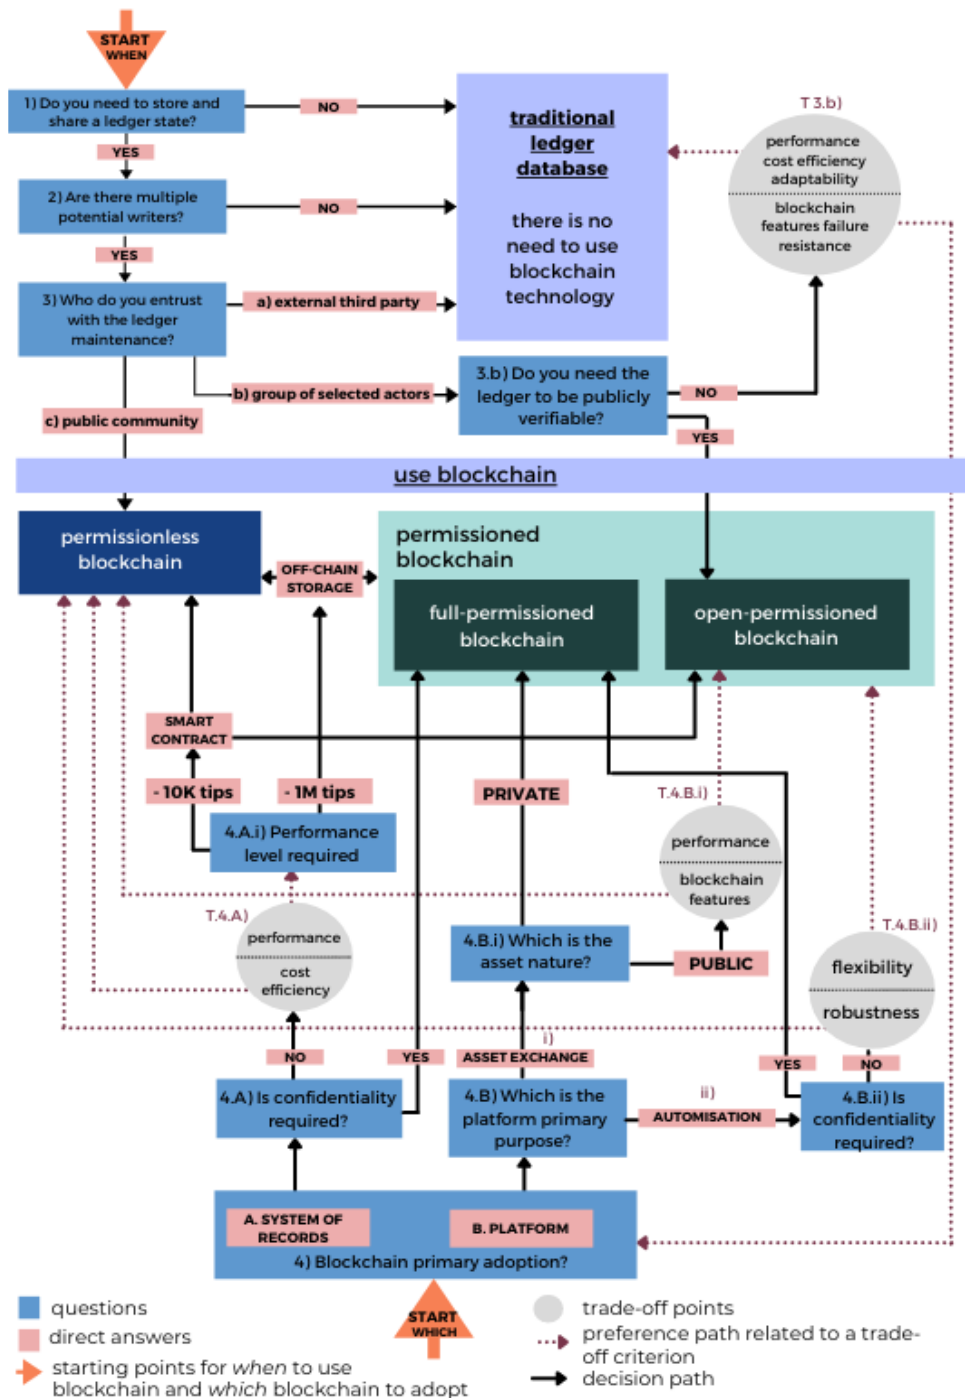 START
WHEN
1) Do you need to store and
share a ledger state?
NO
YES
2) Are there multiple
potential writers?
NO
YES
3) Who do you entrust
with the ledger
maintenance?
a) external third party
b) group of selected actors
c) public community
traditional
ledger
database
there is no
need to use
blockchain
technology
T 3.b)
performance
cost efficiency
adaptability
blockchain
features failure
resistance
3.b) Do you need the
ledger to be publicly
verifiable?
NO
YES
use blockchain
permissionless
blockchain
OFF-CHAIN
STORAGE
permissioned
blockchain
full-permissioned
blockchain
open-permissioned
blockchain
SMART
CONTRACT
- 10K tips
- 1M tips
PRIVATE
T.4.B.i)
4.A.i) Performance
level required
performance
blockchain
features
T.4.A)
performance
cost
efficiency
4.B.i) Which is the
asset nature?
PUBLIC
T.4.B.ii)
flexibility
robustness
NO
YES
i)
ASSET EXCHANGE
YES
NO
4.A) Is confidentiality
required?
4.B) Which is the
platform primary
purpose?
ii)
AUTOMISATION
4.B.ii) Is
confidentiality
required?
A. SYSTEM OF
RECORDS
B. PLATFORM
4) Blockchain primary adoption?
START
WHICH
questions
direct answers
starting points for when to use
blockchain and which blockchain to adopt
trade-off points
preference path related to a trade-
off criterion
decision path